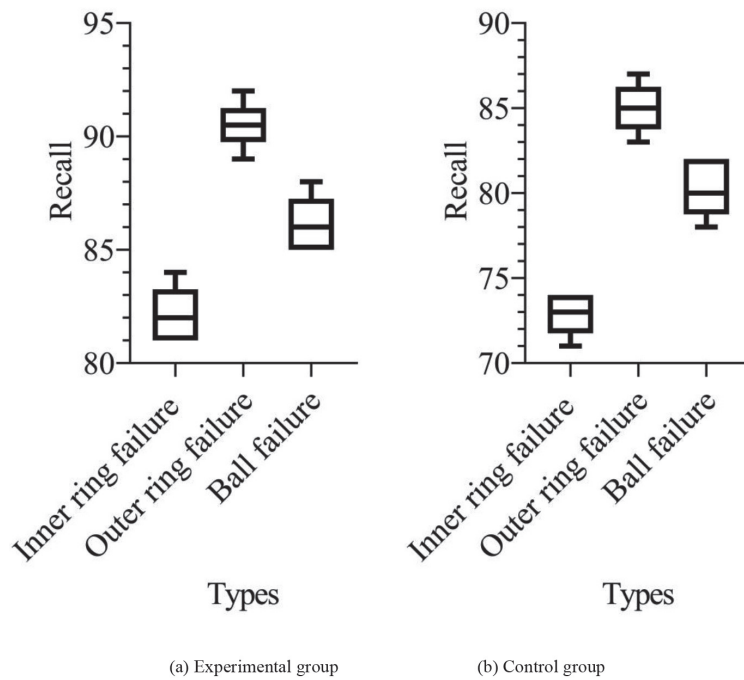 95
90
85
80
Recall
Inner ring failure
Outer ring failure
Ball failure
Types
(a) Experimental group
90
85
80
75
70
Recall
Inner ring failure
Outer ring failure
Ball failure
Types
(b) Control group